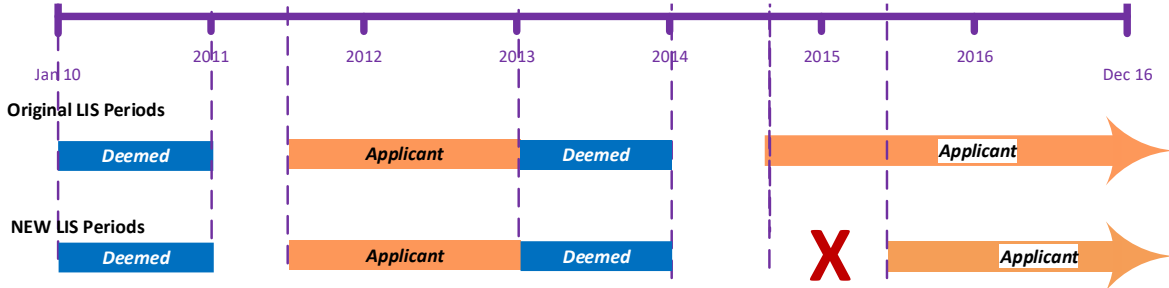 2011 2012 2013 2014 2015 2016
Jan 10 Dec 16
Original LIS Periods
Deemed Applicant Deemed Applicant
NEW LIS Periods
Deemed Applicant Deemed X Applicant